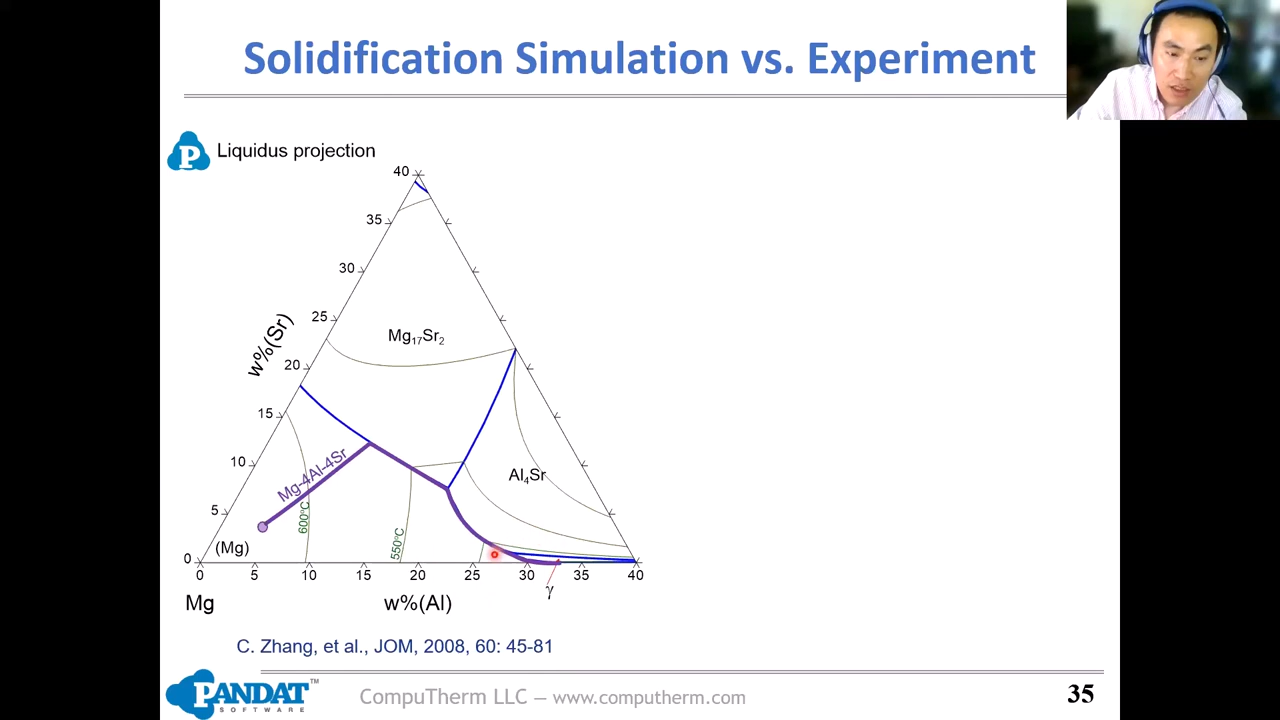 Solidification Simulation vs. Experiment
P
Liquidus projection
40
35
30
25
20
15
10
5
0
w%(Sr)
Mg₁₇Sr₂
Al₄Sr
Mg-4Al-4Sr
600°C
550°C
(Mg)
γ
0 5 10 15 20 25 30 35 40
Mg
w%(Al)
C. Zhang, et al., JOM, 2008, 60: 45-81
PANDAT™
SOFTWARE
CompuTherm LLC – www.computherm.com
35